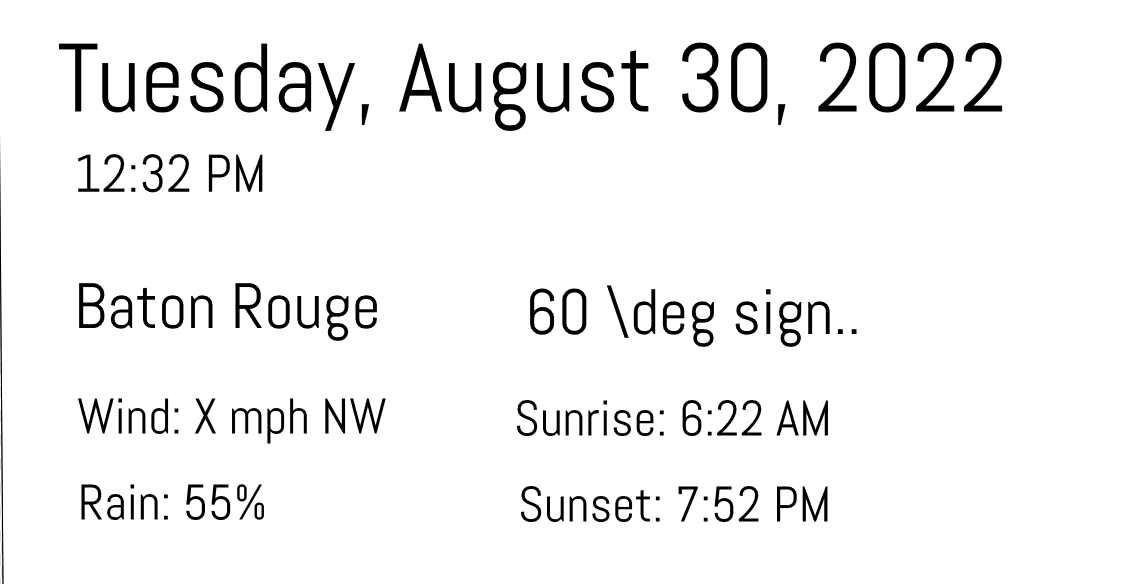 Tuesday, August 30, 2022
12:32 PM
Baton Rouge
60 \deg sign..
Wind: X mph NW
Sunrise: 6:22 AM
Rain: 55%
Sunset: 7:52 PM